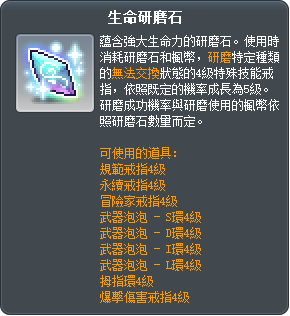 生命研磨石
蘊含強大生命力的研磨石。使用時
消耗研磨石和楓幣，研磨特定種類
的無法交換狀態的4級特殊技能戒
指，依照既定的機率成長為5級。
研磨成功機率與研磨使用的楓幣依
照研磨石數量而定。
可使用的道具:
規範戒指4級
永續戒指4級
冒險家戒指4級
武器泡泡 - S環4級
武器泡泡 - D環4級
武器泡泡 - I環4級
武器泡泡 - L環4級
拇指環4級
爆擊傷害戒指4級